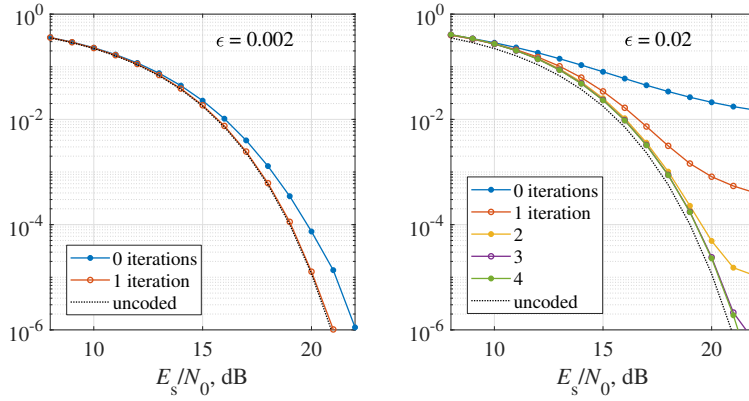 10^0
10^-2
10^-4
10^-6
ϵ = 0.002
0 iterations
1 iteration
uncoded
10 15 20
E_s/N_0, dB
10^0
10^-2
10^-4
10^-6
ϵ = 0.02
0 iterations
1 iteration
2
3
4
uncoded
10 15 20
E_s/N_0, dB